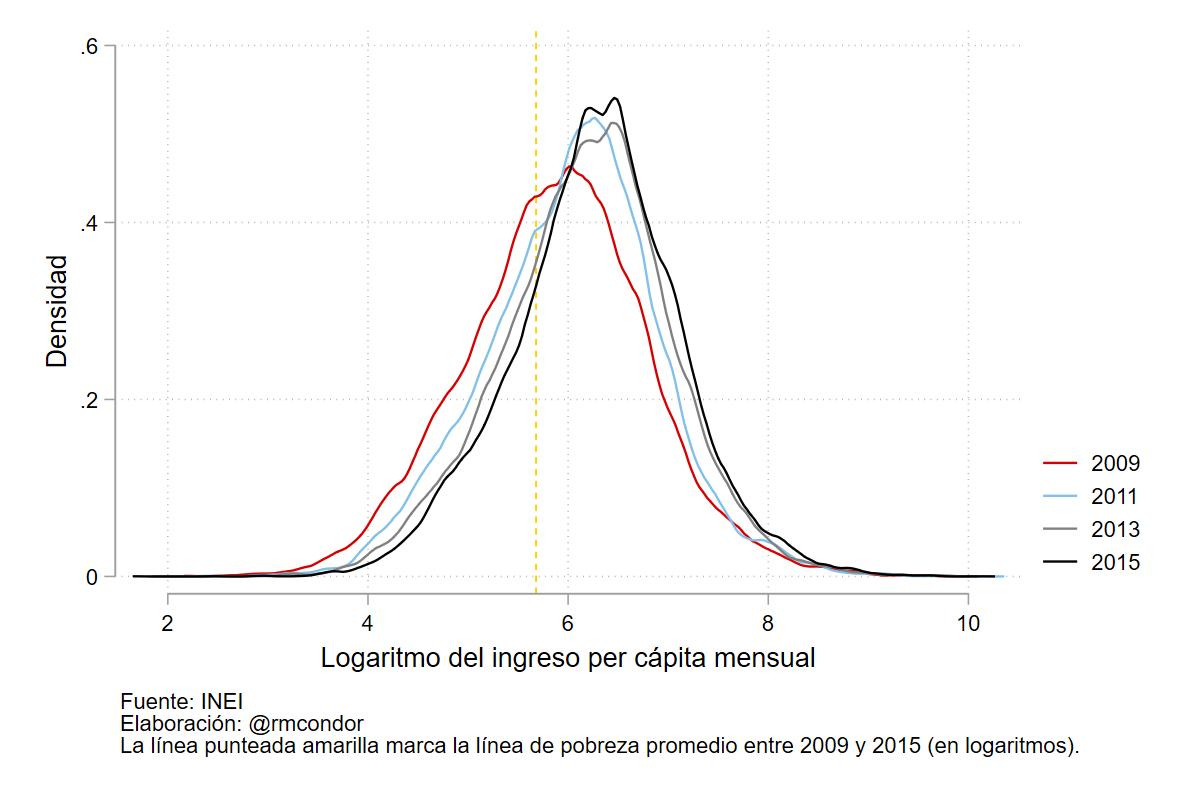 .6
.4
.2
0
Densidad
2 4 6 8 10
Logaritmo del ingreso per cápita mensual
2009
2011
2013
2015
Fuente: INEI
Elaboración: @rmcondor
La línea punteada amarilla marca la línea de pobreza promedio entre 2009 y 2015 (en logaritmos).